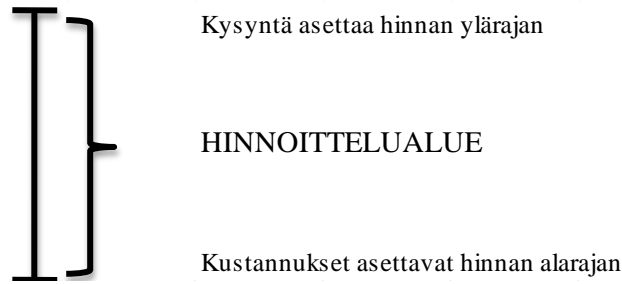 Kysyntä asettaa hinnan ylärajan
HINNOITTELUALUE
Kustannukset asettavat hinnan alarajan